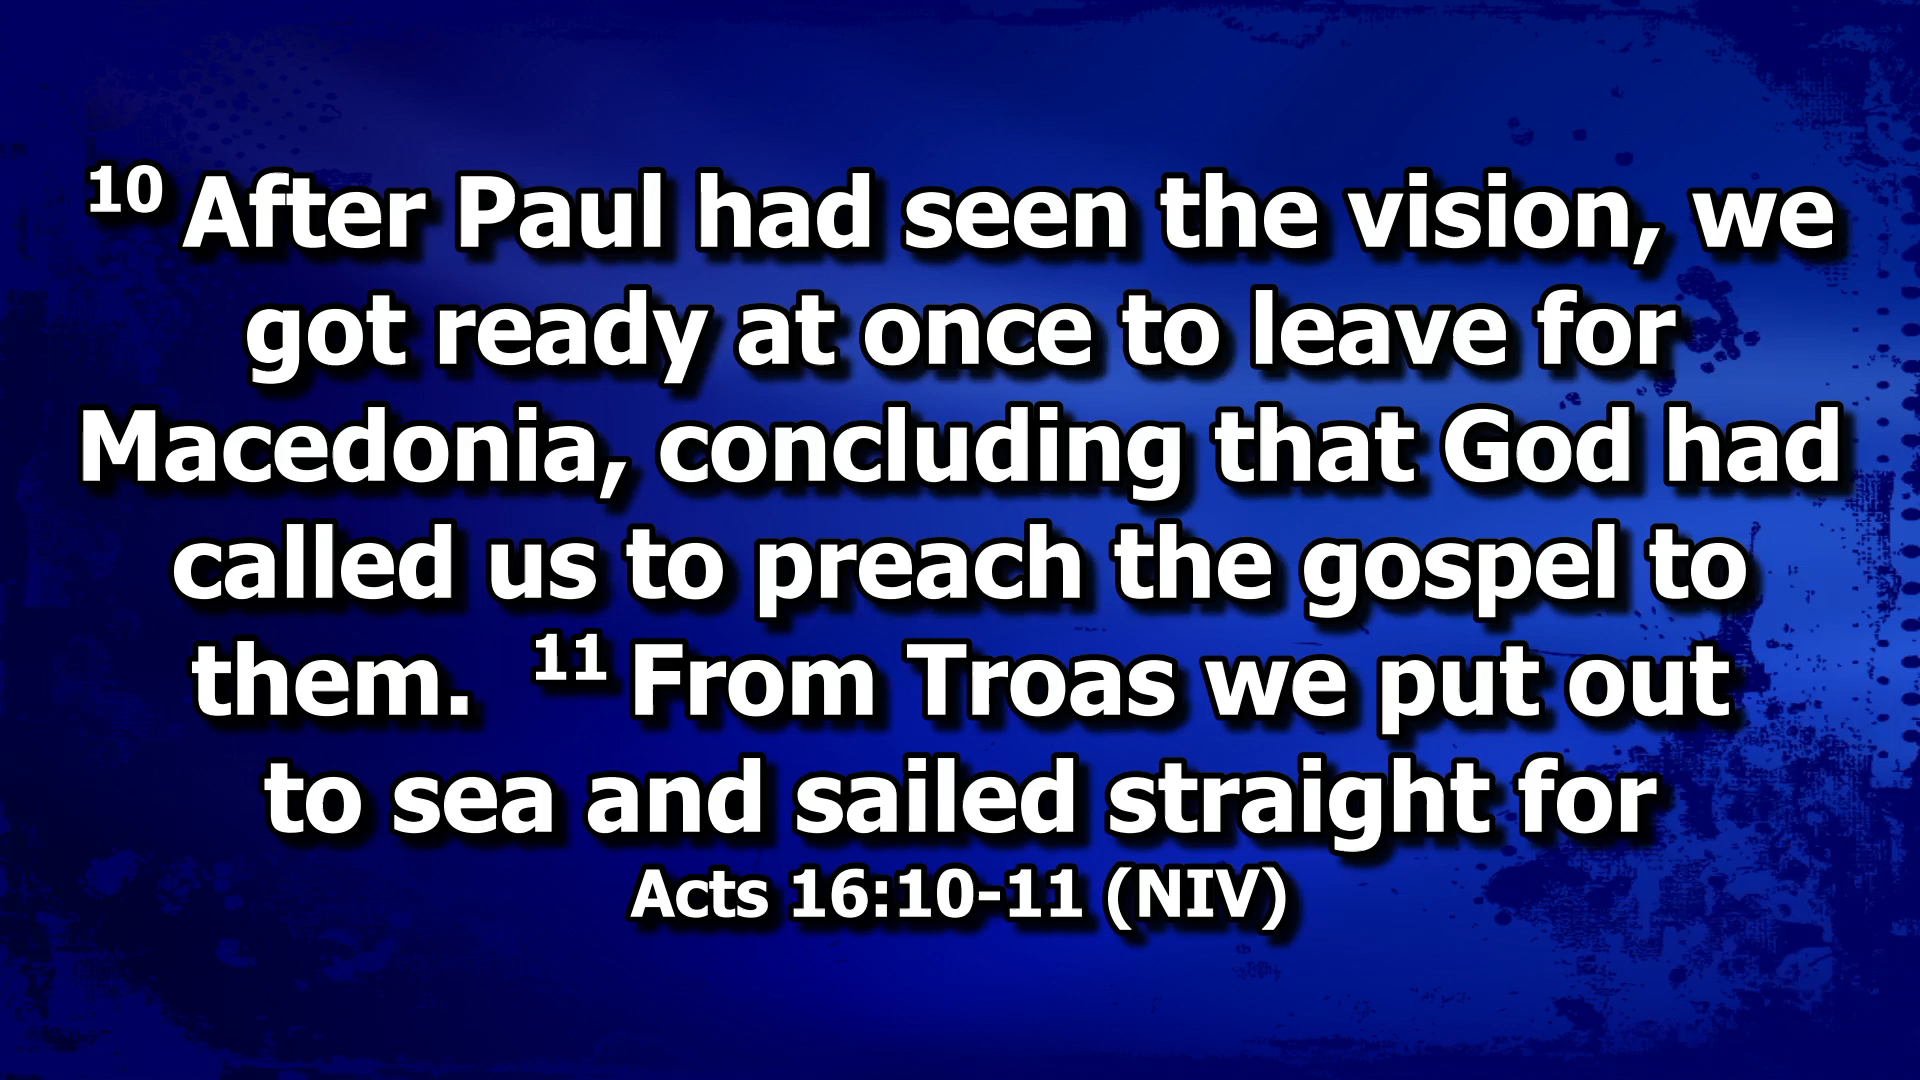 10 After Paul had seen the vision, we
got ready at once to leave for
Macedonia, concluding that God had
called us to preach the gospel to
them. 11 From Troas we put out
to sea and sailed straight for
Acts 16:10-11 (NIV)